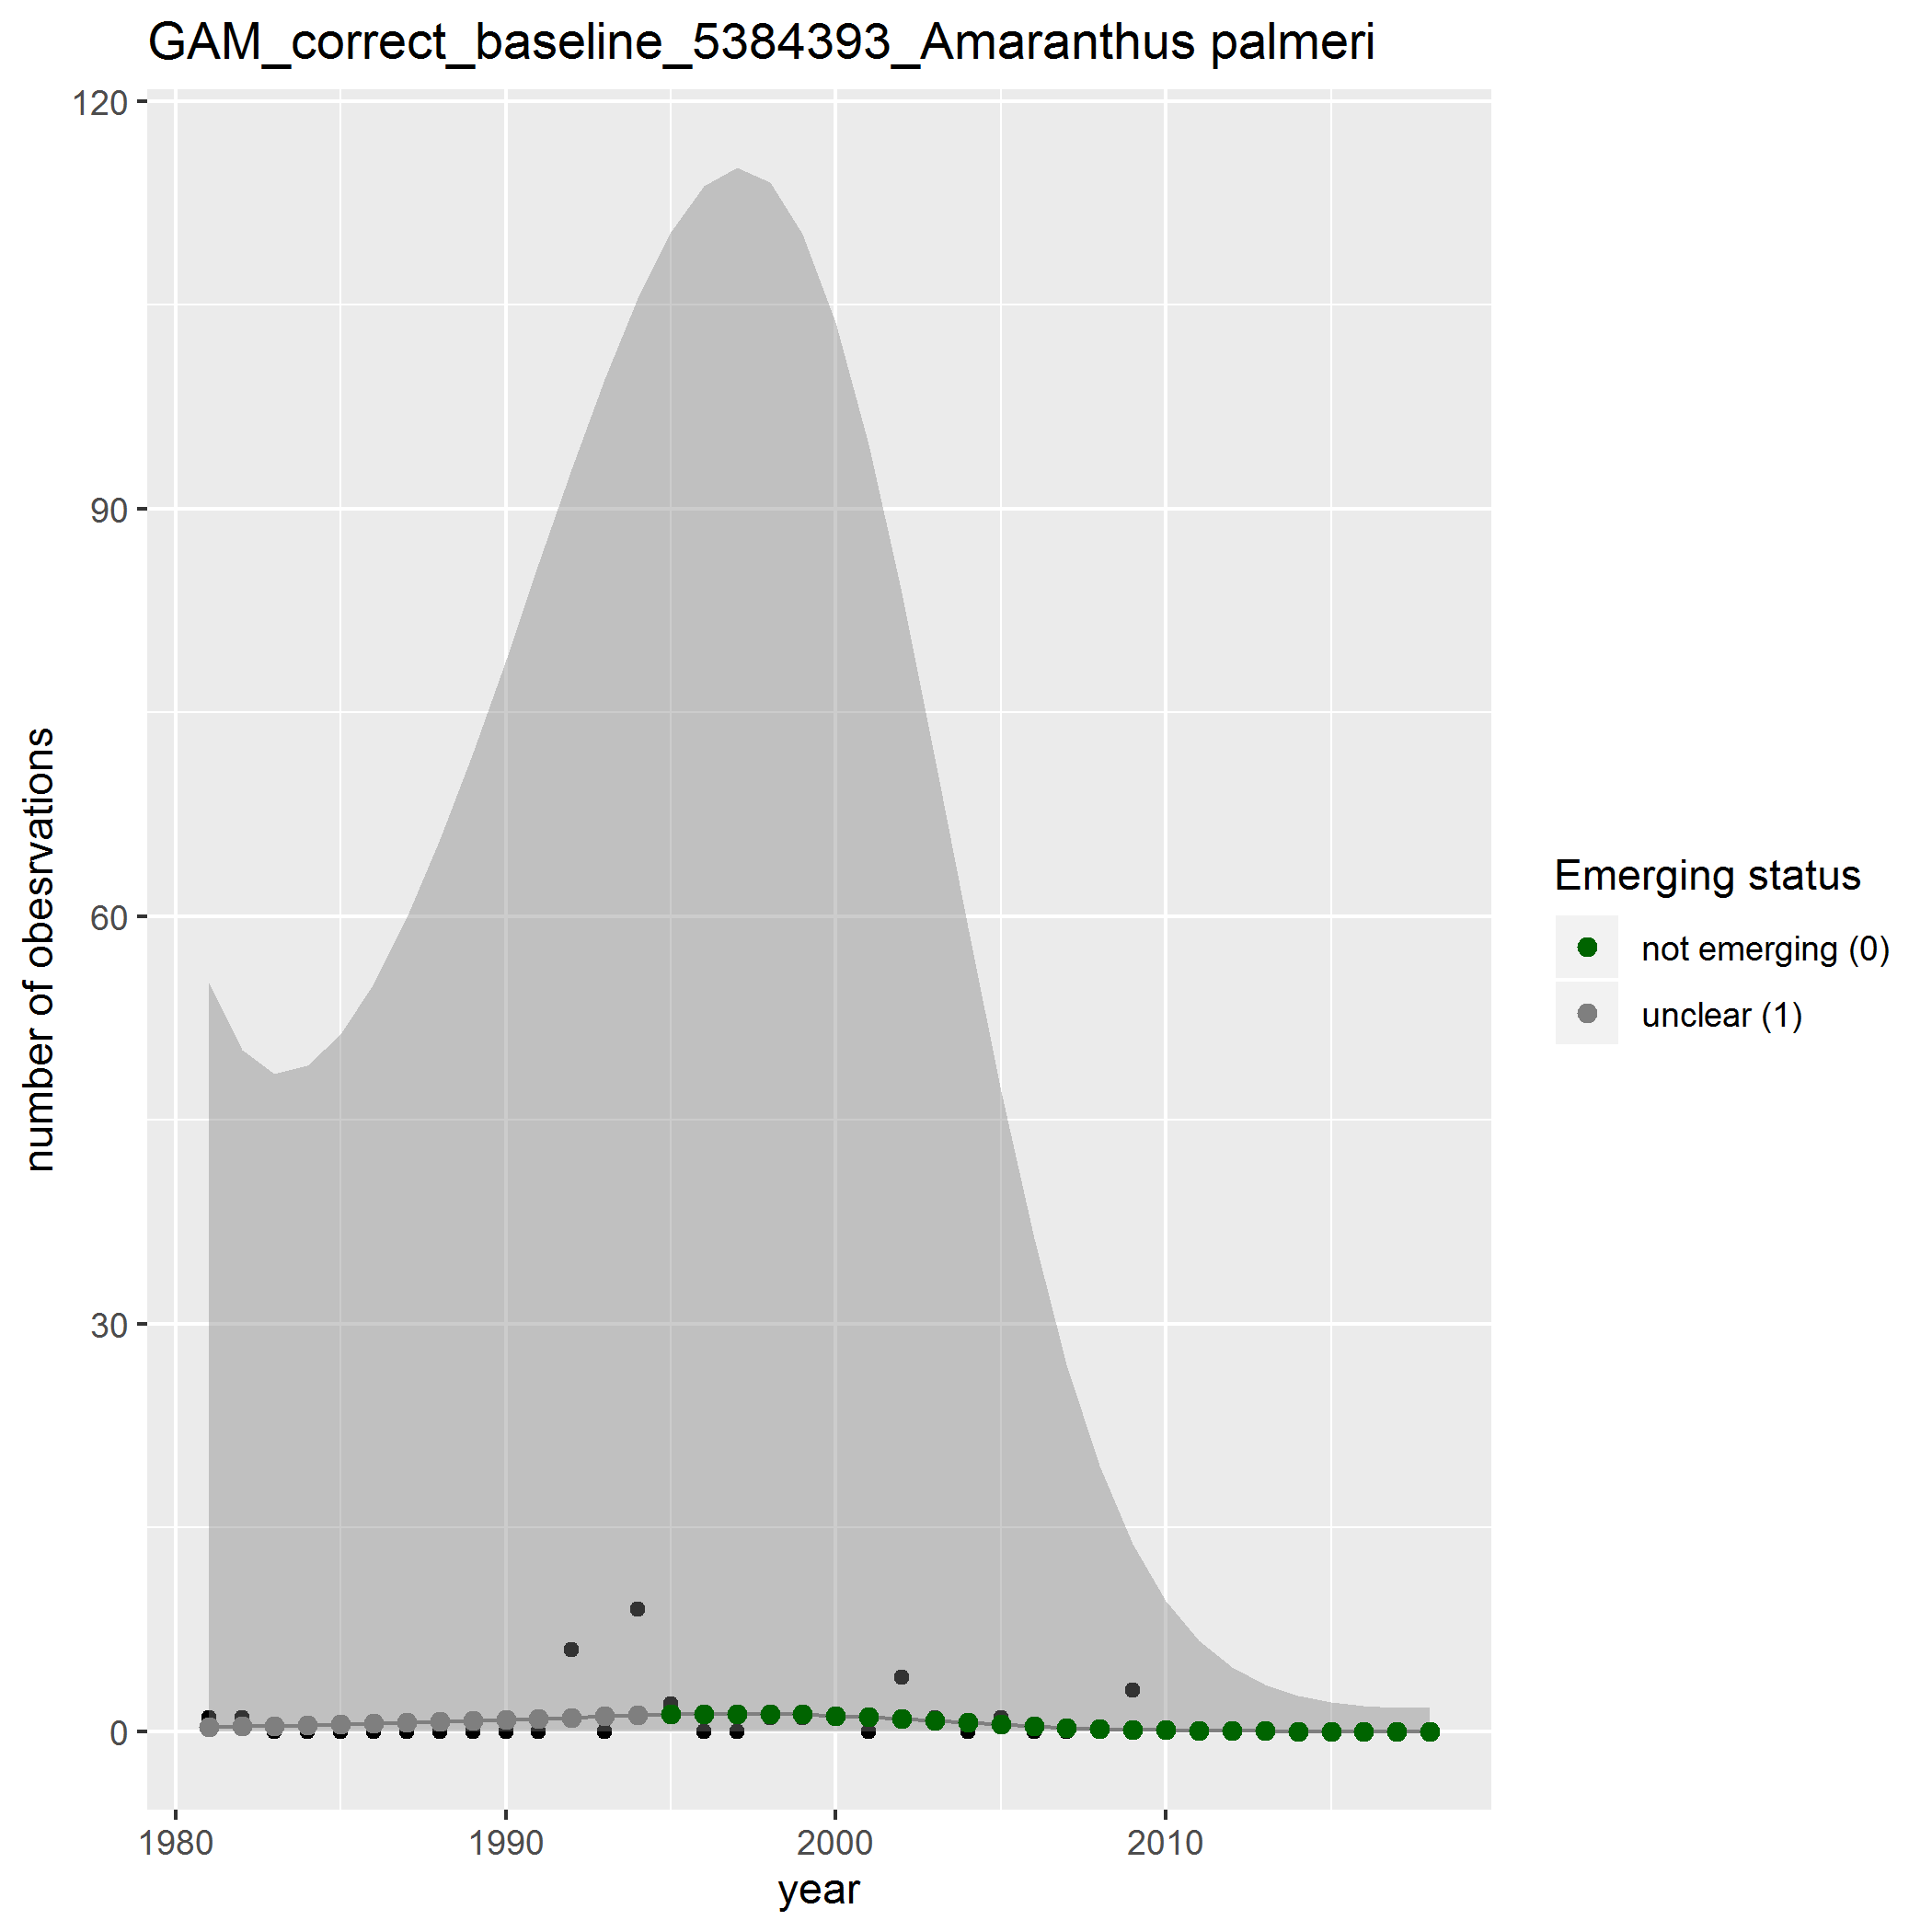 GAM_correct_baseline_5384393_Amaranthus palmeri
120
90
60
30
0
number of obesrvations
1980
1990
2000
2010
year
Emerging status
not emerging (0)
unclear (1)